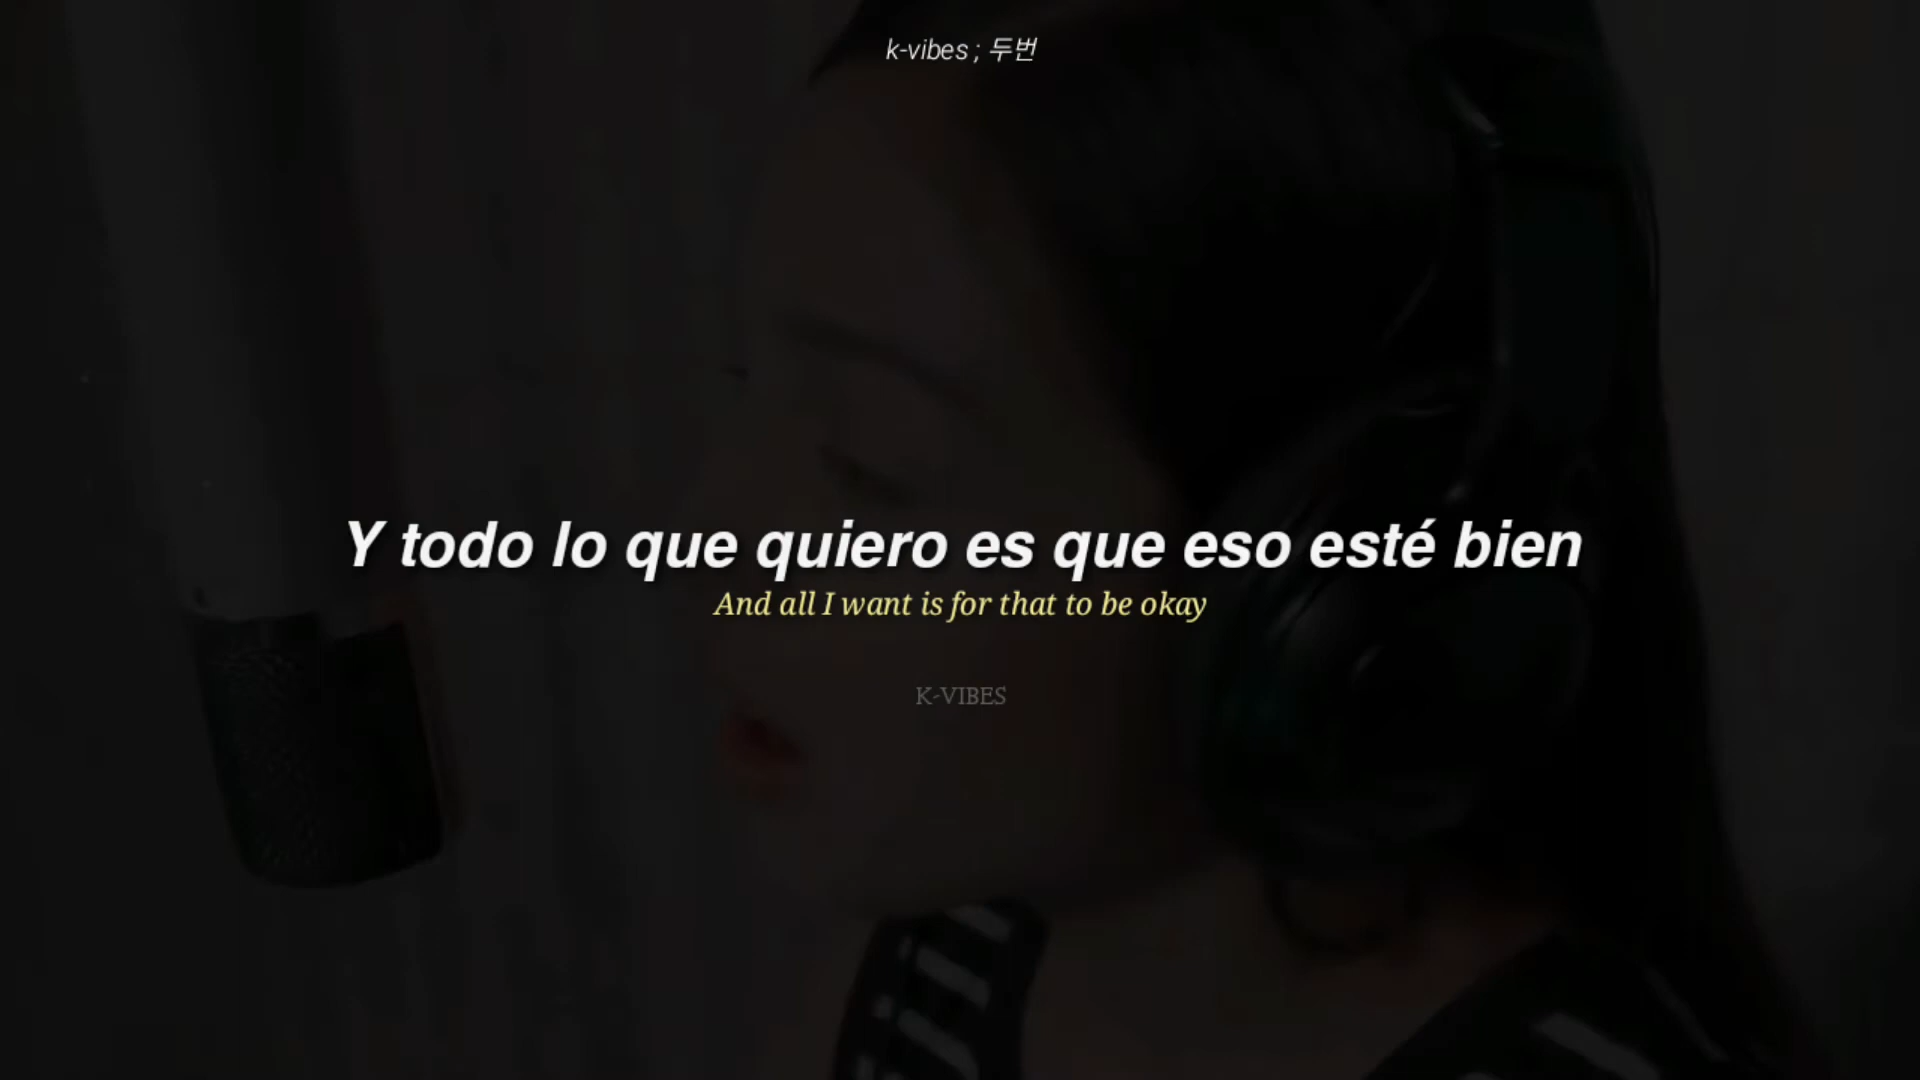 k-vibes ; 두번
Y todo lo que quiero es que eso esté bien
And all I want is for that to be okay
K-VIBES